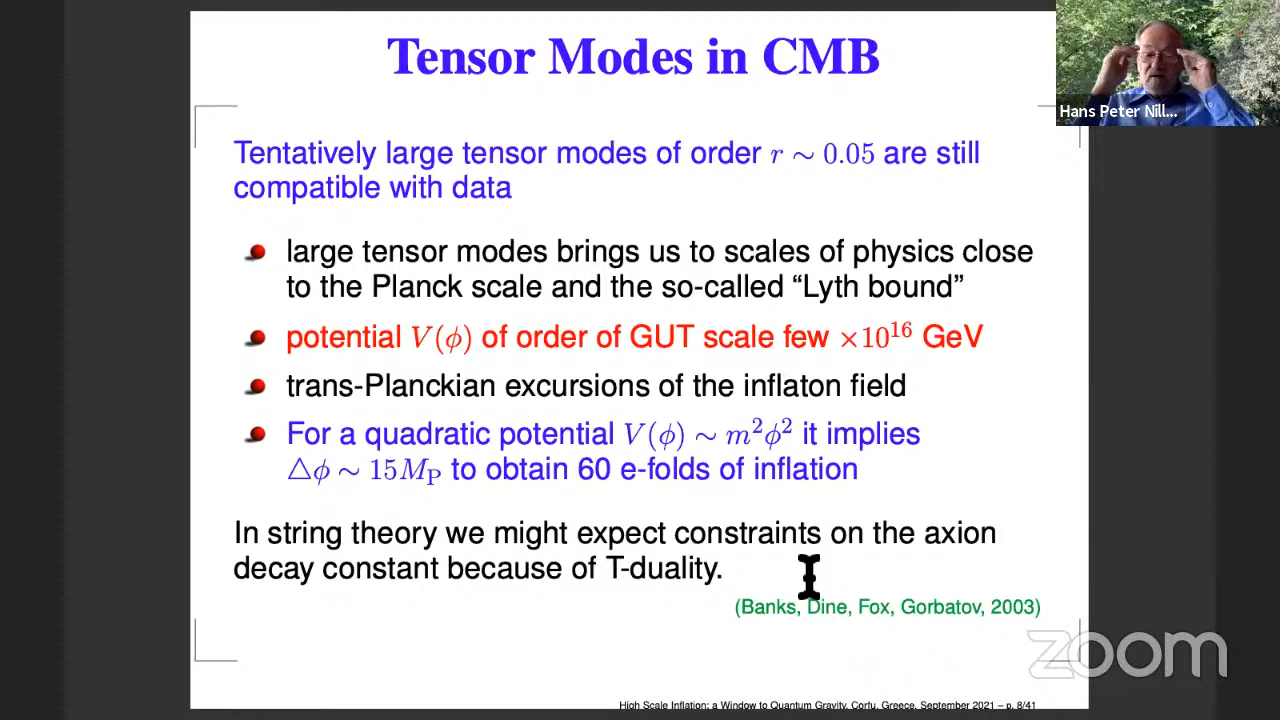 Tensor Modes in CMB
Hans Peter Nill...
Tentatively large tensor modes of order r ∼ 0.05 are still
compatible with data
large tensor modes brings us to scales of physics close
to the Planck scale and the so-called “Lyth bound”
potential V(ϕ) of order of GUT scale few ×10¹⁶ GeV
trans-Planckian excursions of the inflaton field
For a quadratic potential V(ϕ) ∼ m²ϕ² it implies
△ϕ ∼ 15M_P to obtain 60 e-folds of inflation
In string theory we might expect constraints on the axion
decay constant because of T-duality.
(Banks, Dine, Fox, Gorbatov, 2003)
zoom
High Scale Inflation: a Window to Quantum Gravity, Corfu, Greece, September 2021 – p. 8/41